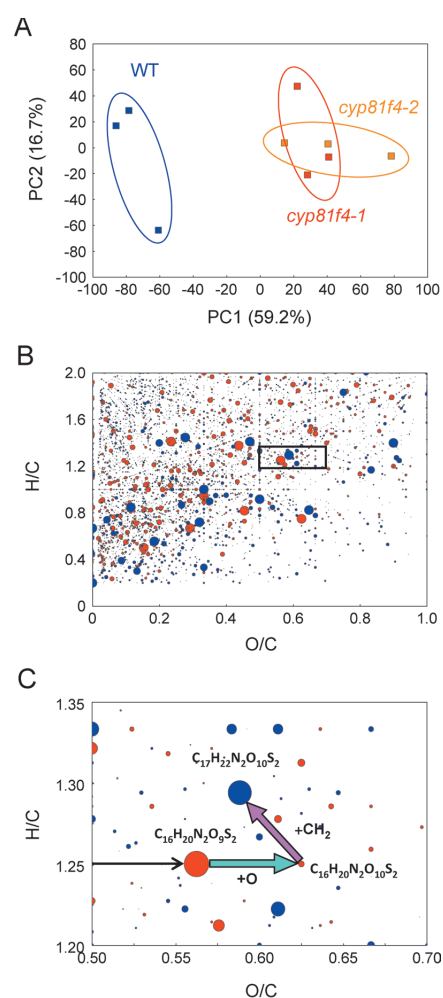 A
PC2 (16.7%)
80
60
40
20
0
-20
-40
-60
-80
-100
WT
cyp81f4-2
cyp81f4-1
-100 -80 -60 -40 -20 0 20 40 60 80 100
PC1 (59.2%)
B
H/C
2.0
1.6
1.2
0.8
0.4
0
0 0.2 0.4 0.6 0.8 1.0
O/C
C
H/C
1.35
1.30
1.25
1.20
C17H22N2O10S2
C16H20N2O9S2
+CH2
+O
C16H20N2O10S2
0.50 0.55 0.60 0.65 0.70
O/C